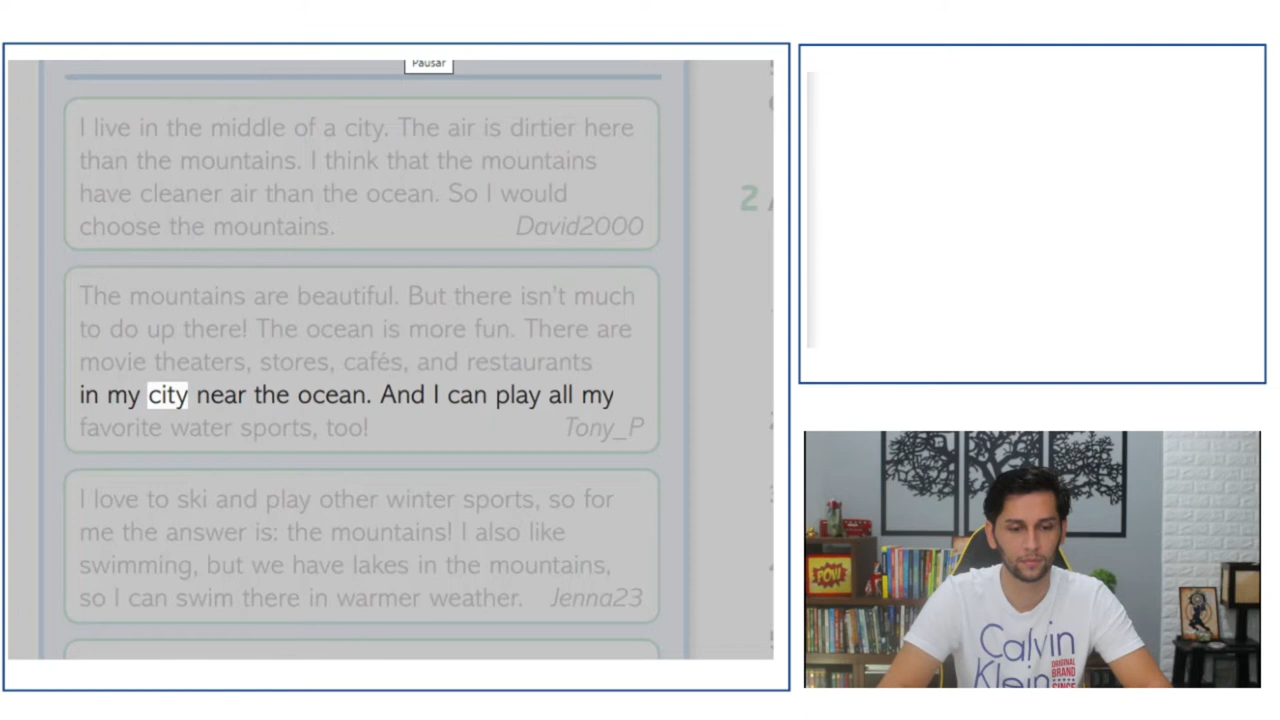 Pausar
I live in the middle of a city. The air is dirtier here
than the mountains. I think that the mountains
have cleaner air than the ocean. So I would
choose the mountains. David2000
2
The mountains are beautiful. But there isn't much
to do up there! The ocean is more fun. There are
movie theaters, stores, cafés, and restaurants
in my city near the ocean. And I can play all my
favorite water sports, too! Tony_P
I love to ski and play other winter sports, so for
me the answer is: the mountains! I also like
swimming, but we have lakes in the mountains,
so I can swim there in warmer weather. Jenna23
POW
Calvin
Klein
ORIGINAL
BRAND
SINCE